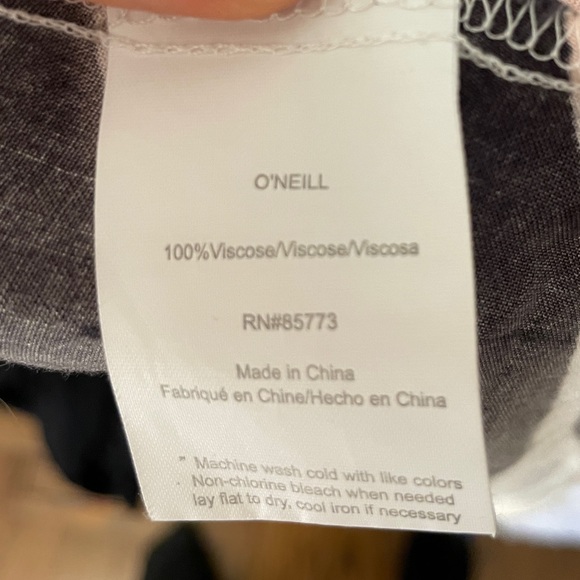 O'NEILL
100%Viscose/Viscose/Viscosa
RN#85773
Made in China
Fabriqué en Chine/Hecho en China
" Machine wash cold with like colors
. Non-chlorine bleach when needed
lay flat to dry, cool iron if necessary